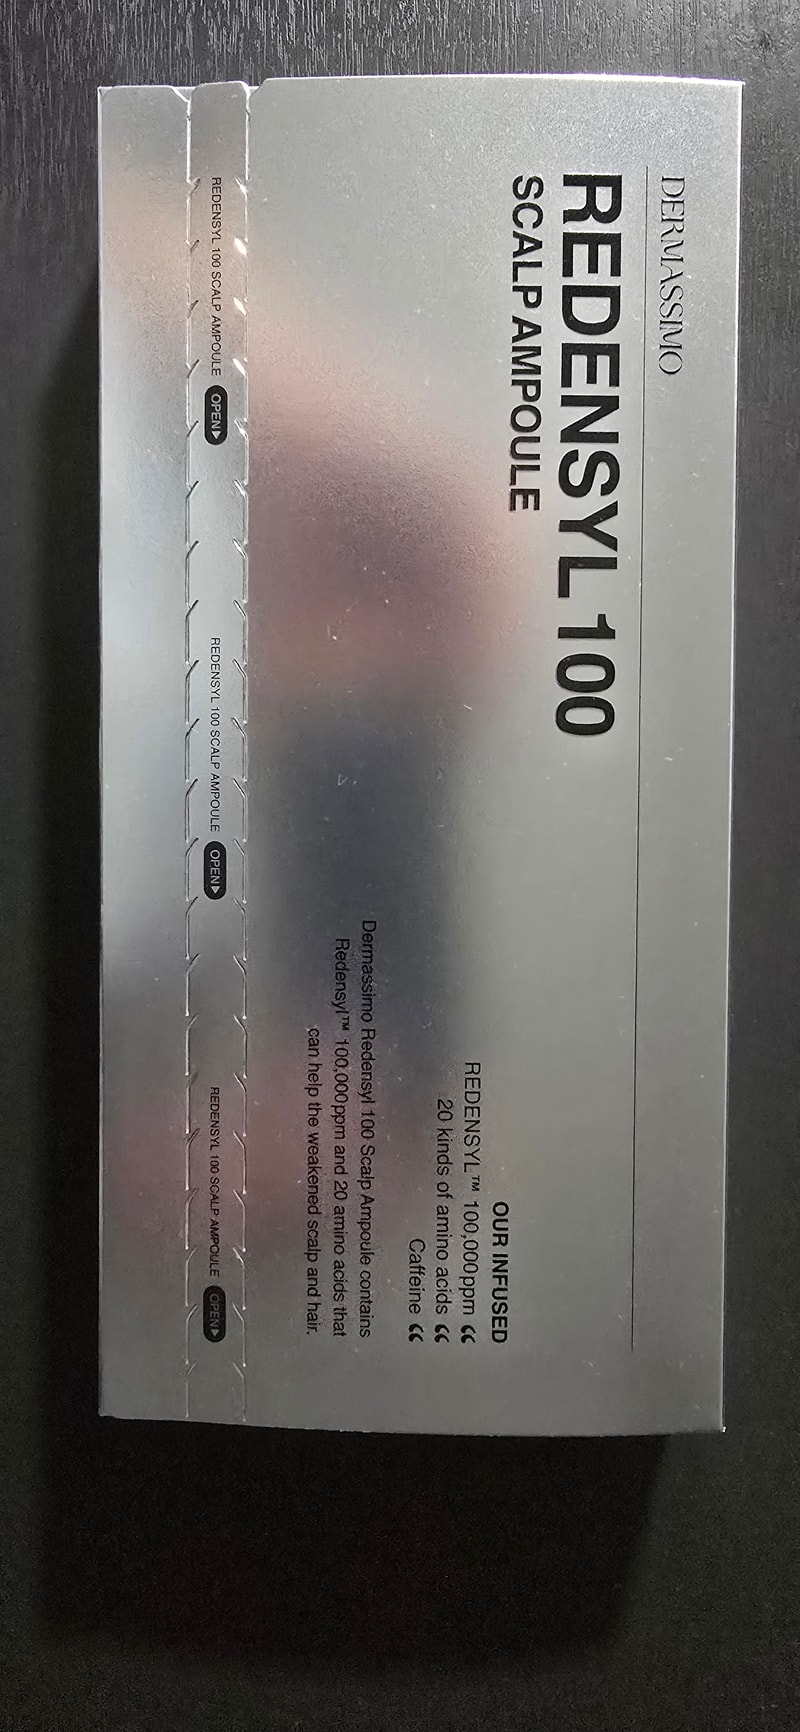 DERMASSIMO
REDENSYL 100
SCALP AMPOULE
OUR INFUSED
REDENSYL™ 100,000ppm “
20 kinds of amino acids “
Caffeine “
Dermassimo Redensyl 100 Scalp Ampoule contains
Redensyl™ 100,000ppm and 20 amino acids that
can help the weakened scalp and hair.
REDENSYL 100 SCALP AMPOULE OPEN▶
REDENSYL 100 SCALP AMPOULE OPEN▶
REDENSYL 100 SCALP AMPOULE OPEN▶